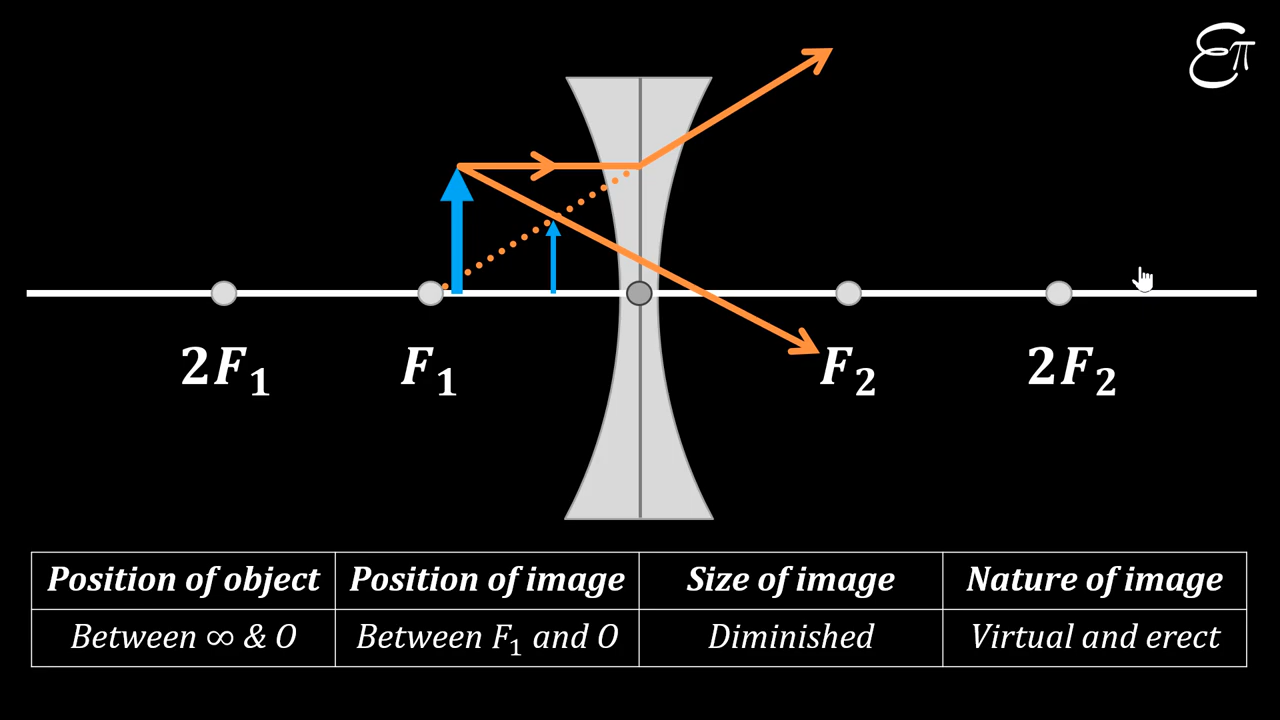 ℰπ
2F₁ F₁ F₂ 2F₂
Position of object Position of image Size of image Nature of image
Between ∞ & O Between F₁ and O Diminished Virtual and erect